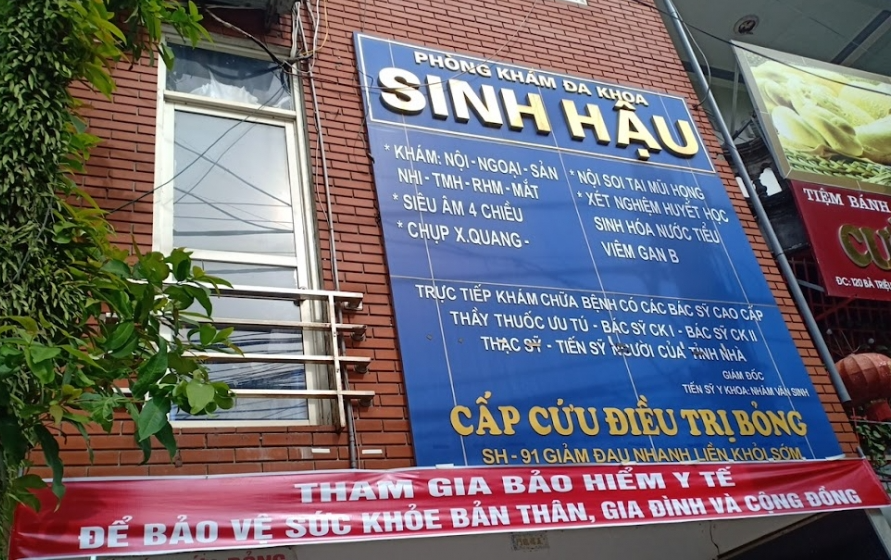 PHÒNG KHÁM ĐA KHOA
SINH HẬU
* KHÁM: NỘI - NGOẠI - SẢN
NHI - TMH - RHM - MẮT
* SIÊU ÂM 4 CHIỀU
* CHỤP X.QUANG -
* NỘI SOI TAI MŨI HỌNG
* XÉT NGHIỆM HUYẾT HỌC
SINH HÓA NƯỚC TIỂU
VIÊM GAN B
TRỰC TIẾP KHÁM CHỮA BỆNH CÓ CÁC BÁC SỸ CAO CẤP
THẦY THUỐC ƯU TÚ - BÁC SỸ CK I - BÁC SỸ CK II
THẠC SỸ - TIẾN SỸ NGƯỜI CỦA TỈNH NHÀ
GIÁM ĐỐC
TIẾN SỸ Y KHOA: NHÂM VĂN SINH
CẤP CỨU ĐIỀU TRỊ BỎNG
SH - 91 GIẢM ĐAU NHANH LIỀN KHỎI SỚM
THAM GIA BẢO HIỂM Y TẾ
ĐỂ BẢO VỆ SỨC KHỎE BẢN THÂN, GIA ĐÌNH VÀ CỘNG ĐỒNG
TIỆM BÁNH
ĐC: 120 BÀ TRIỆ